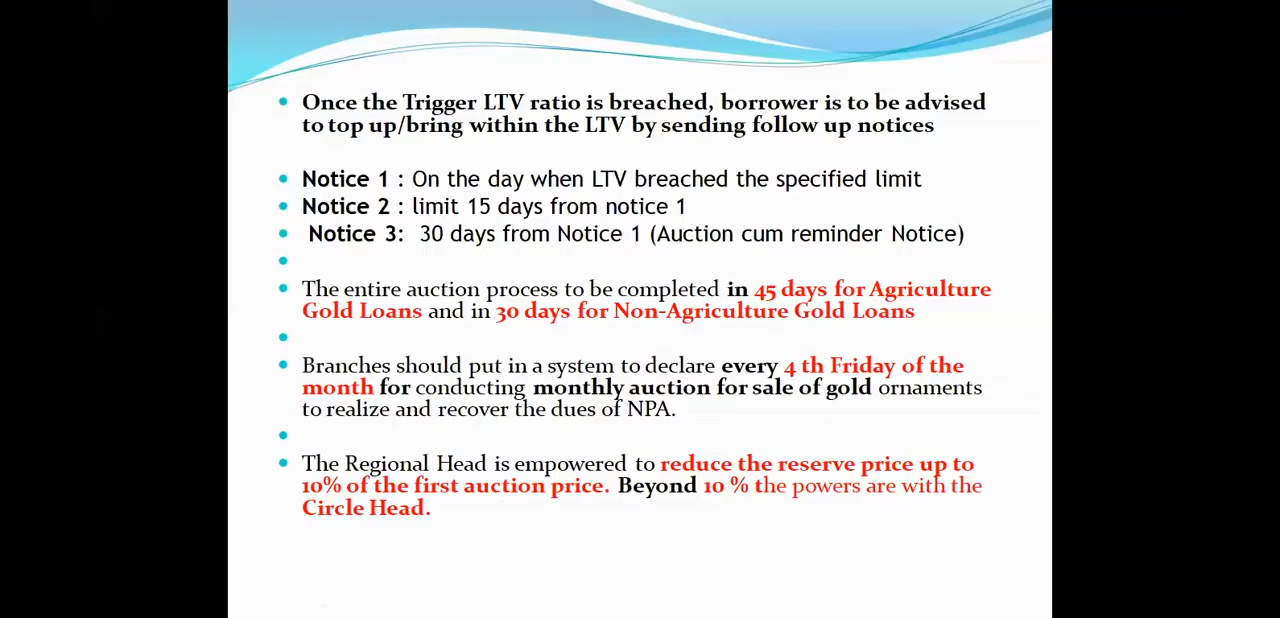 Once the Trigger LTV ratio is breached, borrower is to be advised
to top up/bring within the LTV by sending follow up notices
Notice 1 : On the day when LTV breached the specified limit
Notice 2 : limit 15 days from notice 1
Notice 3: 30 days from Notice 1 (Auction cum reminder Notice)
The entire auction process to be completed in 45 days for Agriculture
Gold Loans and in 30 days for Non-Agriculture Gold Loans
Branches should put in a system to declare every 4 th Friday of the
month for conducting monthly auction for sale of gold ornaments
to realize and recover the dues of NPA.
The Regional Head is empowered to reduce the reserve price up to
10% of the first auction price. Beyond 10 % the powers are with the
Circle Head.